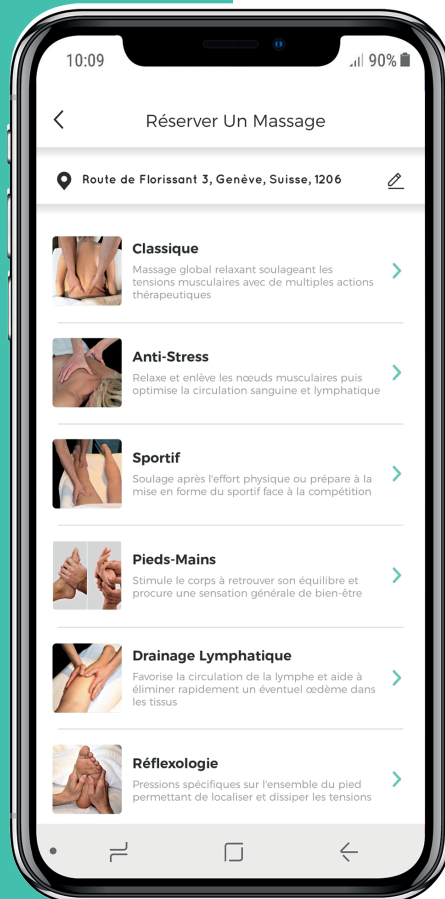 10:09
90%
Réserver Un Massage
Route de Florissant 3, Genève, Suisse, 1206
Classique
Massage global relaxant soulageant les
tensions musculaires avec de multiples actions
thérapeutiques
Anti-Stress
Relaxe et enlève les nœuds musculaires puis
optimise la circulation sanguine et lymphatique
Sportif
Soulage après l'effort physique ou prépare à la
mise en forme du sportif face à la compétition
Pieds-Mains
Stimule le corps à retrouver son équilibre et
procure une sensation générale de bien-être
Drainage Lymphatique
Favorise la circulation de la lymphe et aide à
éliminer rapidement un éventuel œdème dans
les tissus
Réflexologie
Pressions spécifiques sur l'ensemble du pied
permettant de localiser et dissiper les tensions